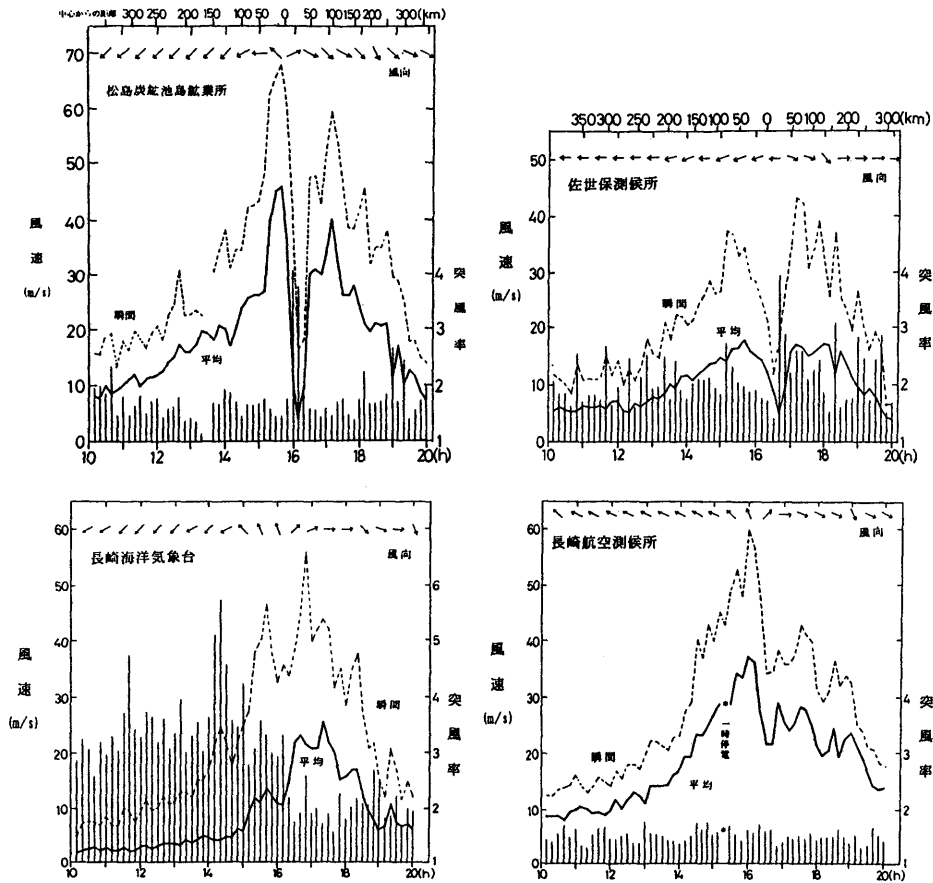 中心からの距離 300 250 200 150 100 50 0 50 100 150 200 300(km)
70
60
50
40
30
20
10
0
風速
(m/s)
松島炭鉱池島鉱業所
風向
瞬間
平均
4
3
2
1
突風率
10 12 14 16 18 20(h)
350 300 250 200 150 100 50 0 50 100 150 200 300(km)
50
40
30
20
10
0
風速
(m/s)
佐世保測候所
風向
瞬間
平均
4
3
2
1
突風率
10 12 14 16 18 20(h)
60
50
40
30
20
10
0
風速
(m/s)
長崎海洋気象台
風向
瞬間
平均
6
5
4
3
2
1
突風率
10 12 14 16 18 20(h)
60
50
40
30
20
10
0
風速
(m/s)
長崎航空測候所
風向
瞬間
平均
一時停電
4
3
2
1
突風率
10 12 14 16 18 20(h)